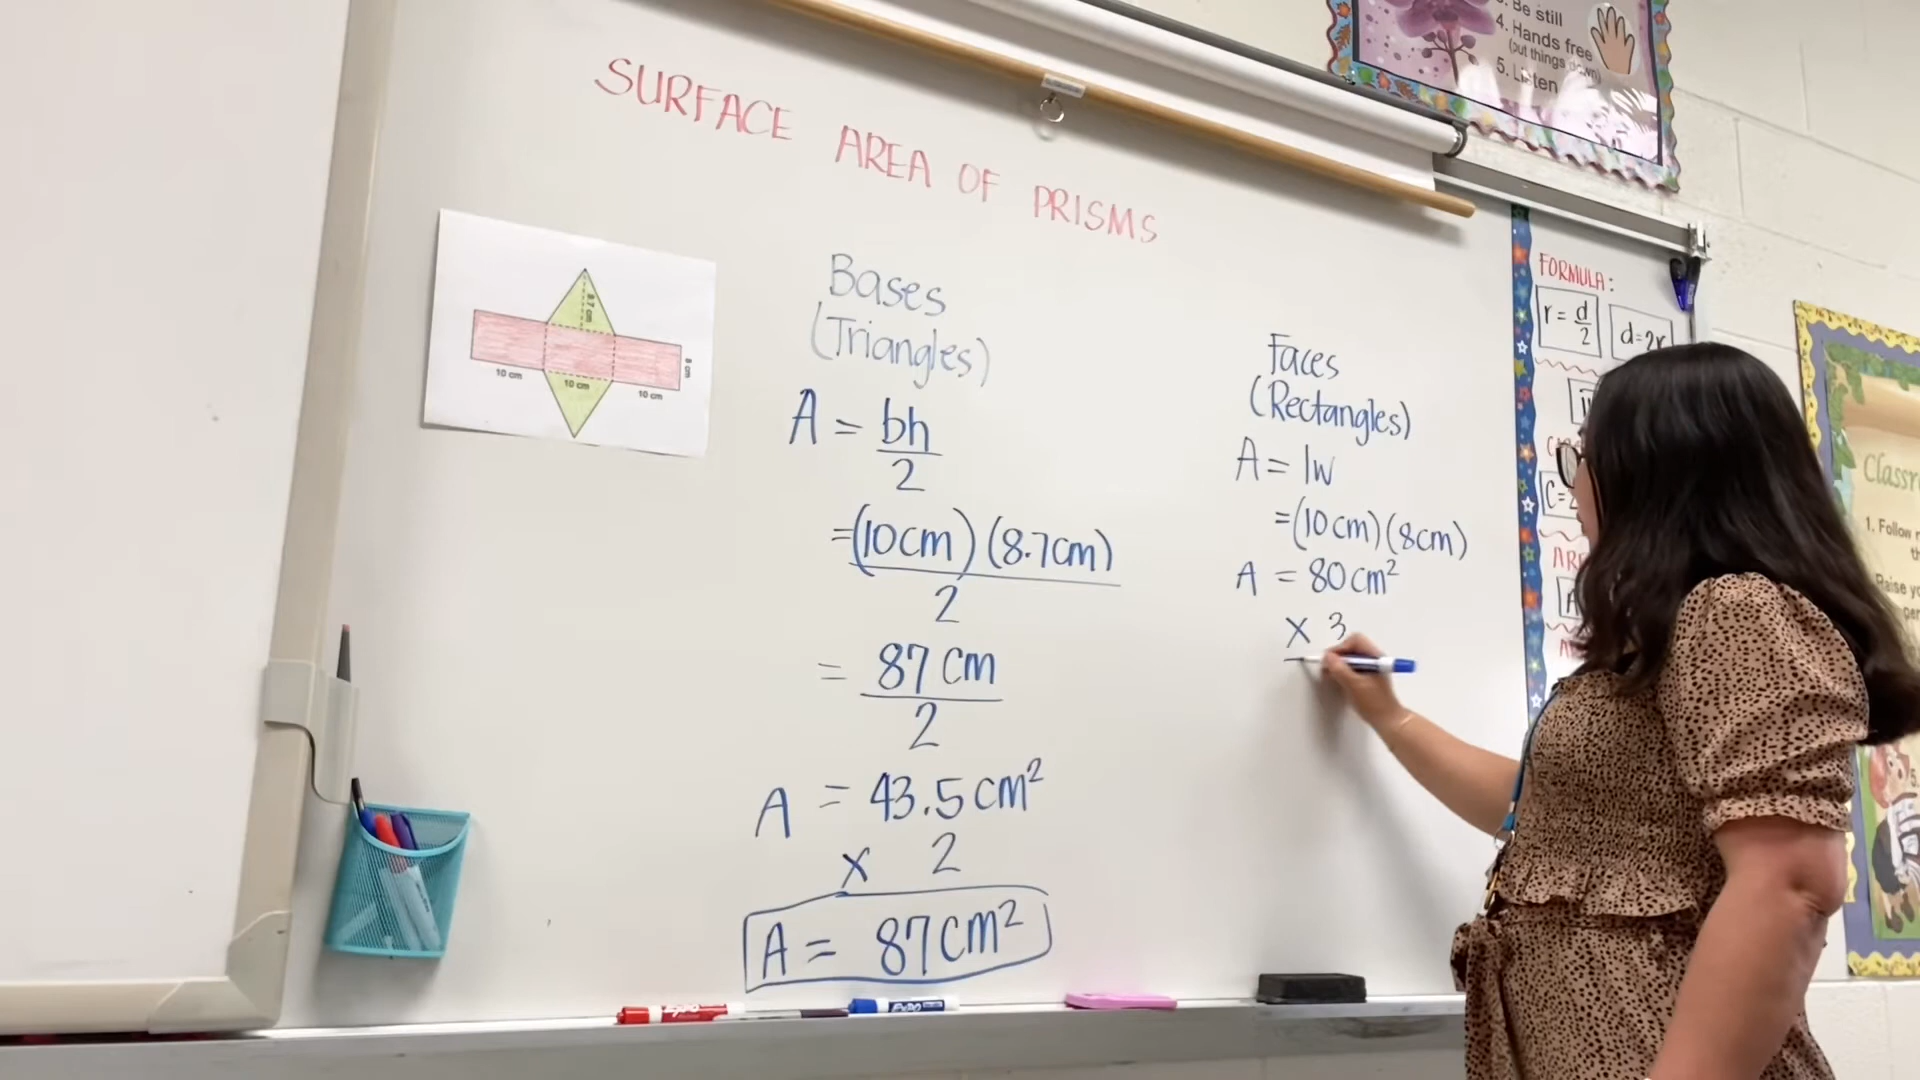 SURFACE AREA OF PRISMS
8.7 cm
8 cm
10 cm
10 cm
10 cm
Bases
(Triangles)
A = bh
2
=(10cm)(8.7cm)
2
= 87 cm
2
A = 43.5 cm²
x 2
A = 87 cm²
Faces
(Rectangles)
A = lw
=(10cm)(8cm)
A = 80 cm²
x 3
Be still
4. Hands free
(put things down)
5. Listen
FORMULA:
r = d
2
d = 2r
C =
AR
A
Classr
1. Follow
Raise
EXPO
EXPO